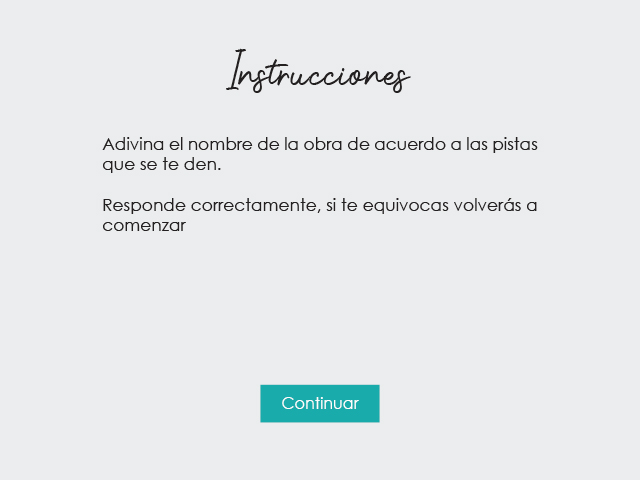 Instrucciones
Adivina el nombre de la obra de acuerdo a las pistas
que se te den.
Responde correctamente, si te equivocas volverás a
comenzar
Continuar